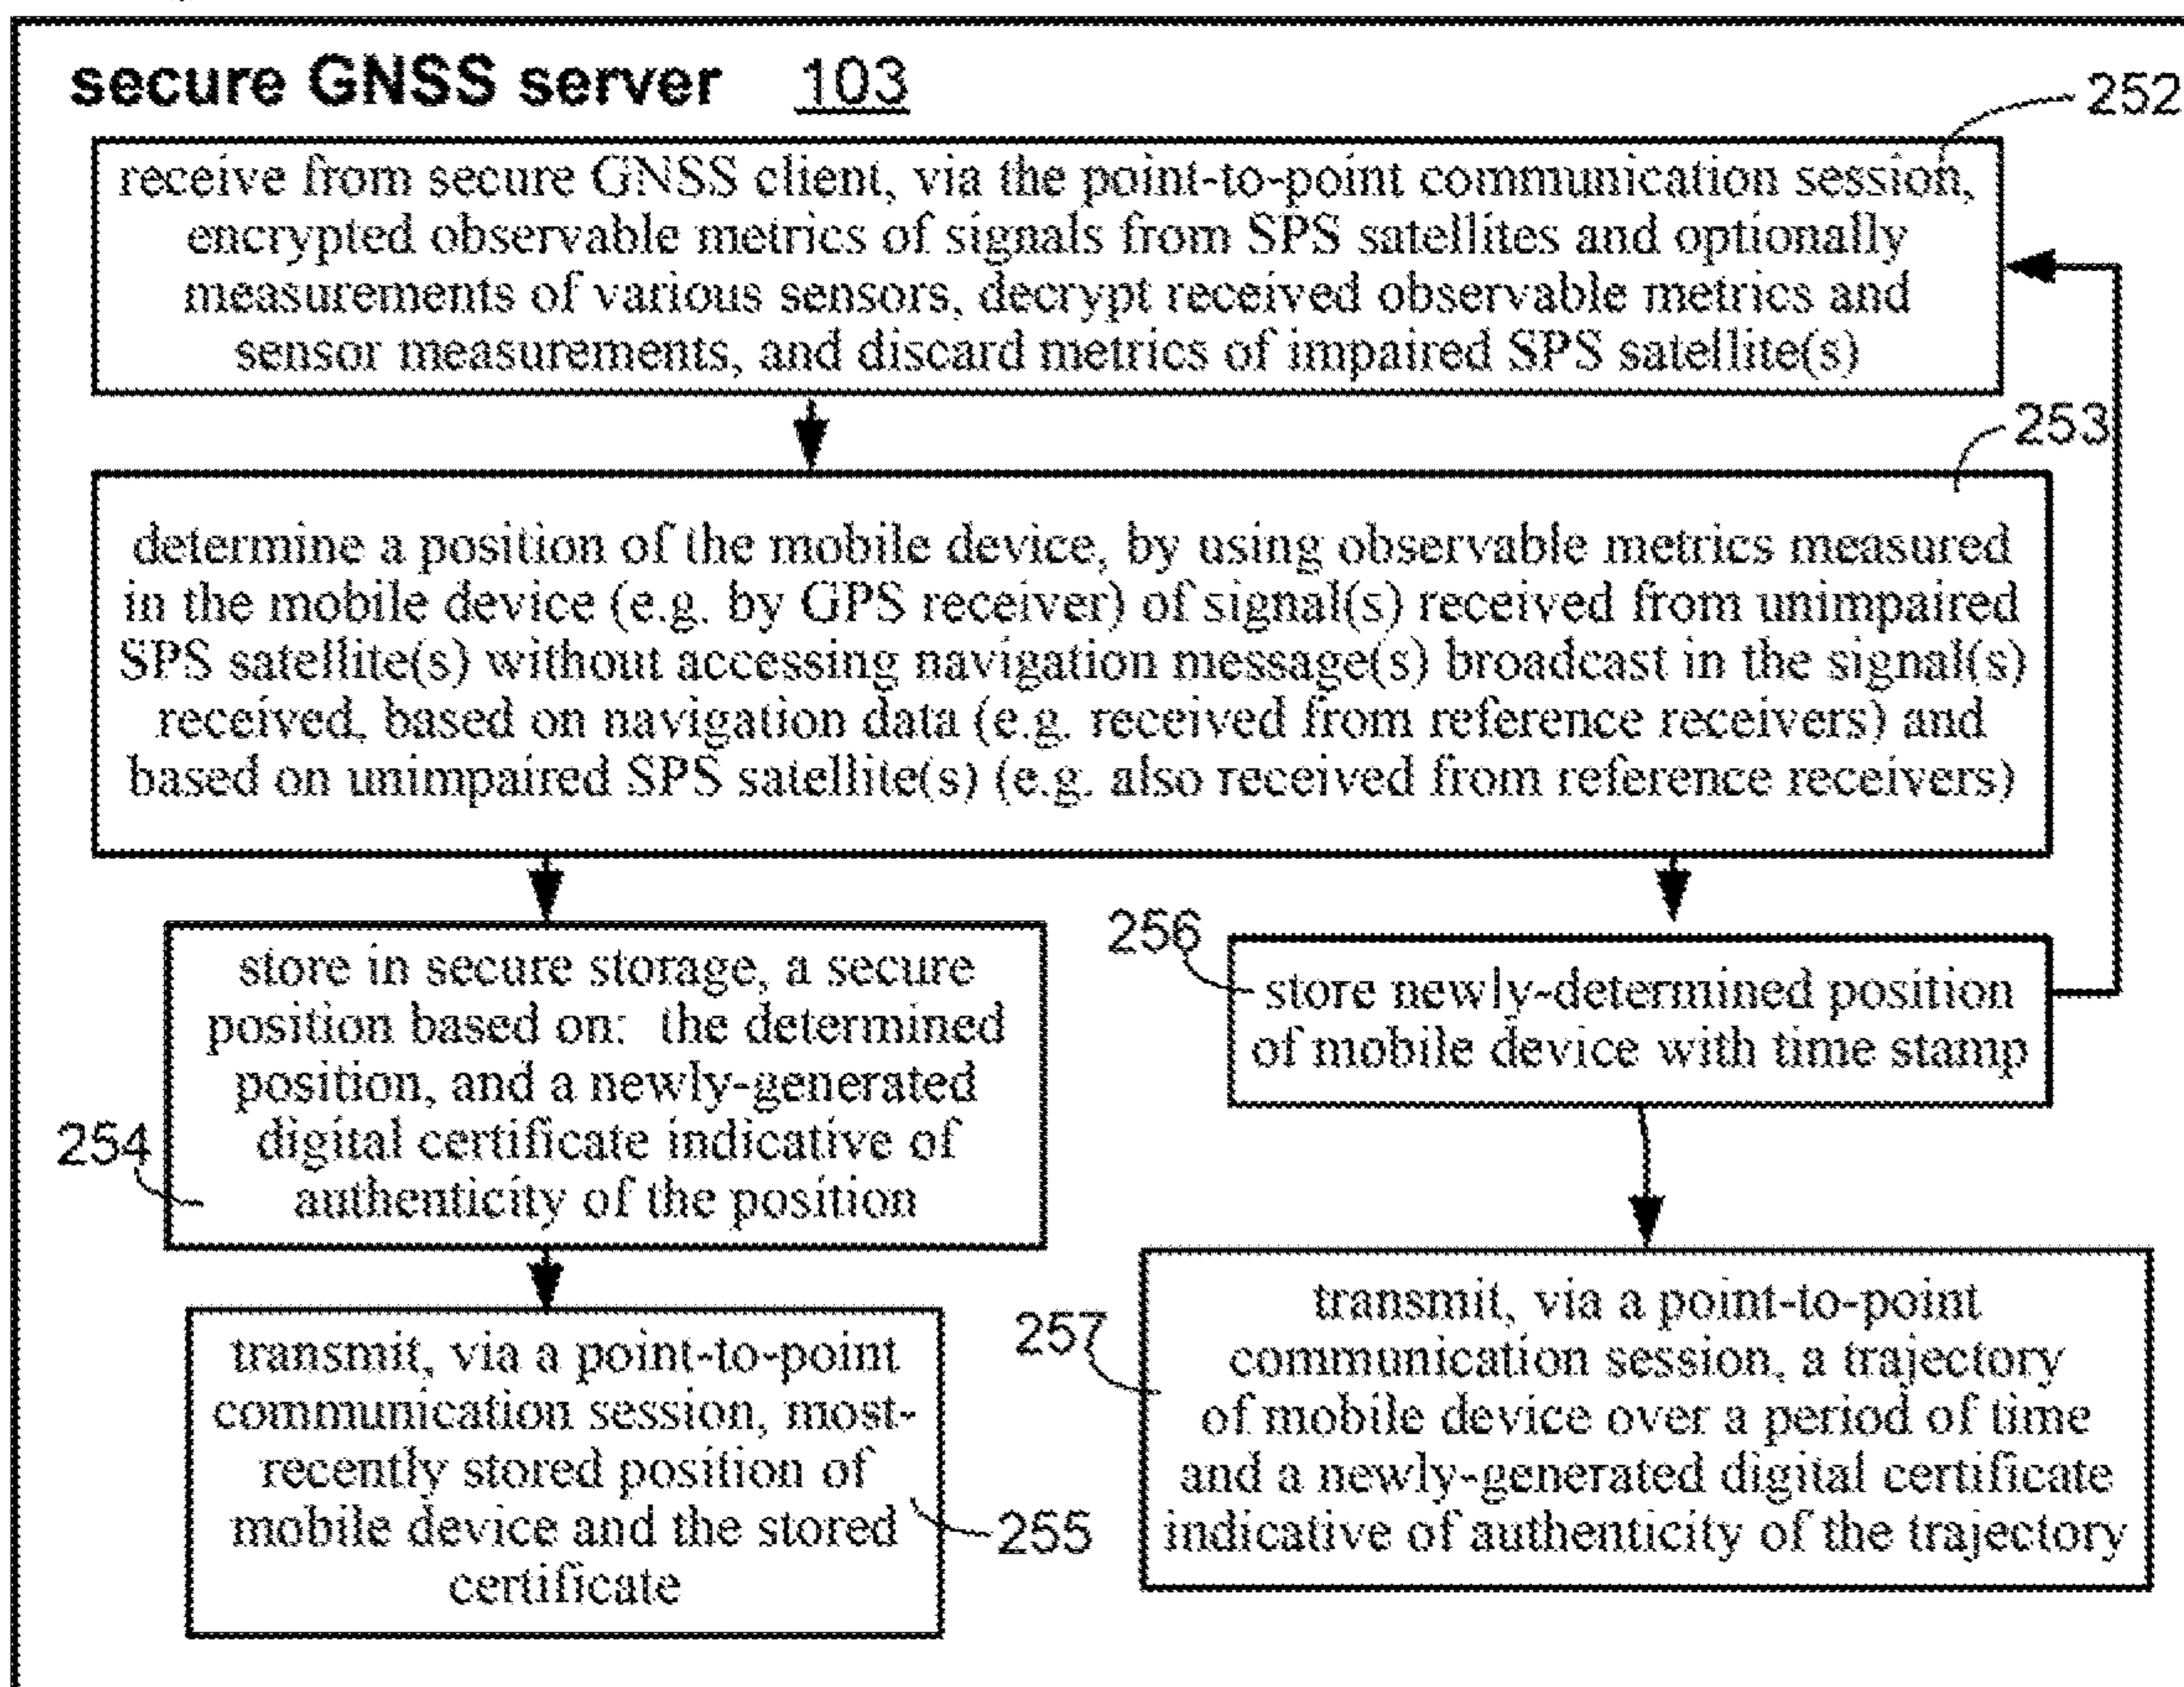 secure GNSS server 103
252
receive from secure GNSS client, via the point-to-point communication session,
encrypted observable metrics of signals from SPS satellites and optionally
measurements of various sensors, decrypt received observable metrics and
sensor measurements, and discard metrics of impaired SPS satellite(s)
253
determine a position of the mobile device, by using observable metrics measured
in the mobile device (e.g. by GPS receiver) of signal(s) received from unimpaired
SPS satellite(s) without accessing navigation message(s) broadcast in the signal(s)
received, based on navigation data (e.g. received from reference receivers) and
based on unimpaired SPS satellite(s) (e.g. also received from reference receivers)
254
store in secure storage, a secure
position based on: the determined
position, and a newly-generated
digital certificate indicative of
authenticity of the position
256
store newly-determined position
of mobile device with time stamp
transmit, via a point-to-point
communication session, most-
recently stored position of
mobile device and the stored
certificate
255
257
transmit, via a point-to-point
communication session, a trajectory
of mobile device over a period of time
and a newly-generated digital certificate
indicative of authenticity of the trajectory